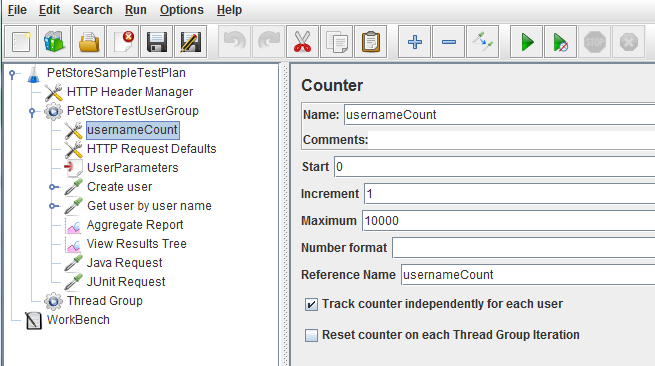 File Edit Search Run Options Help
STOP
PetStoreSampleTestPlan
HTTP Header Manager
PetStoreTestUserGroup
usernameCount
HTTP Request Defaults
UserParameters
Create user
Get user by user name
Aggregate Report
View Results Tree
Java Request
JUnit Request
Thread Group
WorkBench
Counter
Name: usernameCount
Comments:
Start 0
Increment 1
Maximum 10000
Number format
Reference Name usernameCount
Track counter independently for each user
Reset counter on each Thread Group Iteration